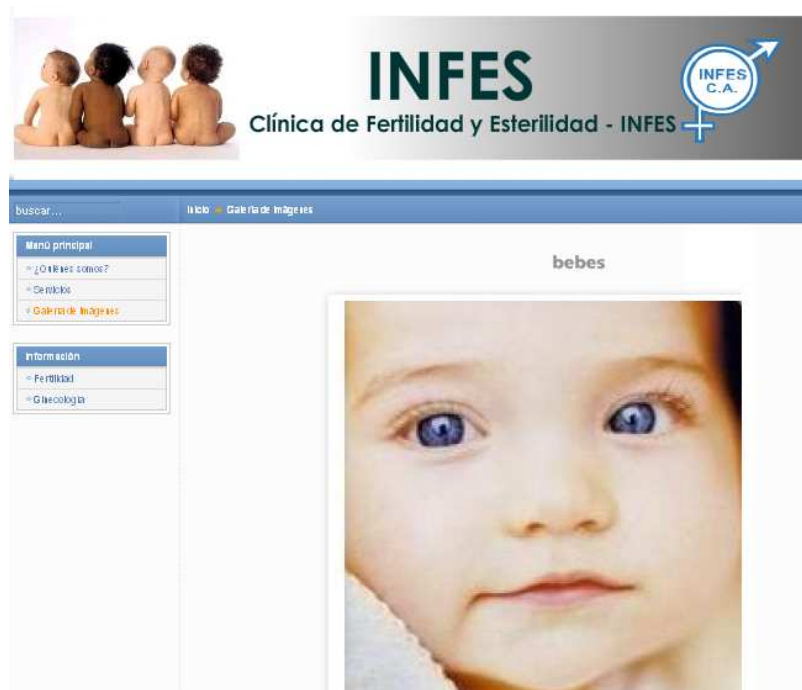 INFES
Clínica de Fertilidad y Esterilidad - INFES
INFES
C.A.
buscar...
Inicio Galería de Imágenes
Menú principal
¿Quiénes somos?
Servicios
Galería de Imágenes
Información
Fertilidad
Ginecología
bebes